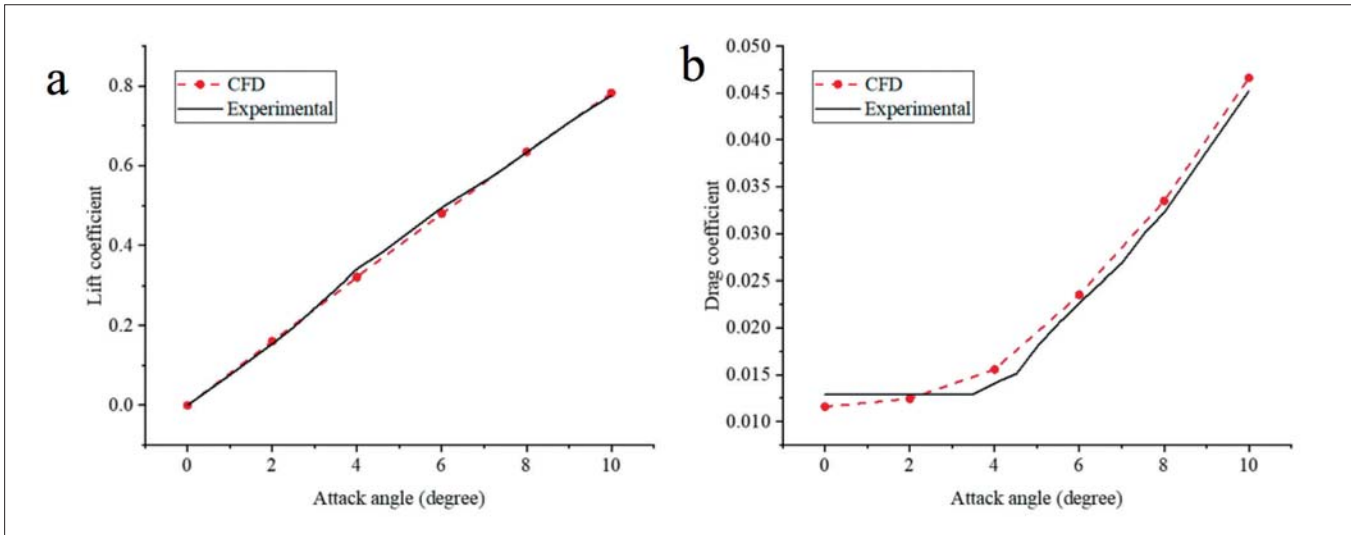 a
CFD
Experimental
0.8
0.6
0.4
0.2
0.0
Lift coefficient
0
2
4
6
8
10
Attack angle (degree)
b
CFD
Experimental
0.050
0.045
0.040
0.035
0.030
0.025
0.020
0.015
0.010
Drag coefficient
0
2
4
6
8
10
Attack angle (degree)